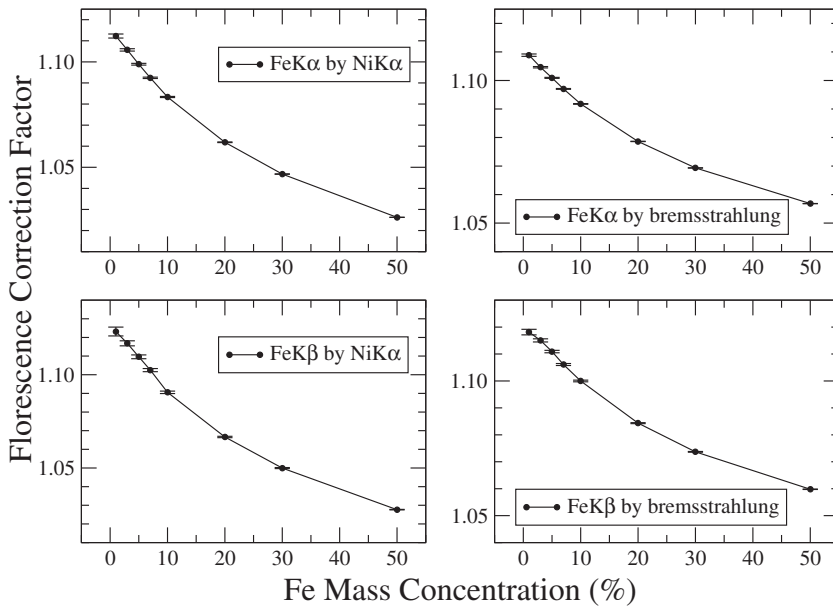 Florescence Correction Factor
1.10
1.05
FeKα by NiKα
0 10 20 30 40 50
1.10
1.05
FeKα by bremsstrahlung
0 10 20 30 40 50
1.10
1.05
FeKβ by NiKα
0 10 20 30 40 50
1.10
1.05
FeKβ by bremsstrahlung
0 10 20 30 40 50
Fe Mass Concentration (%)